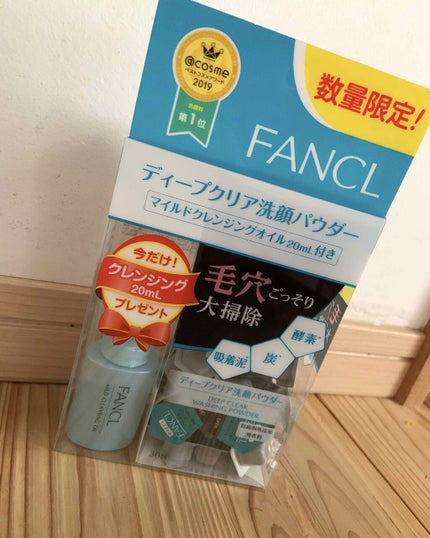 @cosme
ベストコスメアワード
2019
洗顔料
第1位
数量限定!
FANCL
ディープクリア洗顔パウダー
マイルドクレンジングオイル20mL付き
今だけ!
クレンジング
20mL
プレゼント
毛穴ごっそり
大掃除
酵素*
吸着泥*
炭*
ディープクリア洗顔パウダー
DEEP CLEAR
WASHING POWDER
FANCL
MILD CLEANSING OIL
FANCL